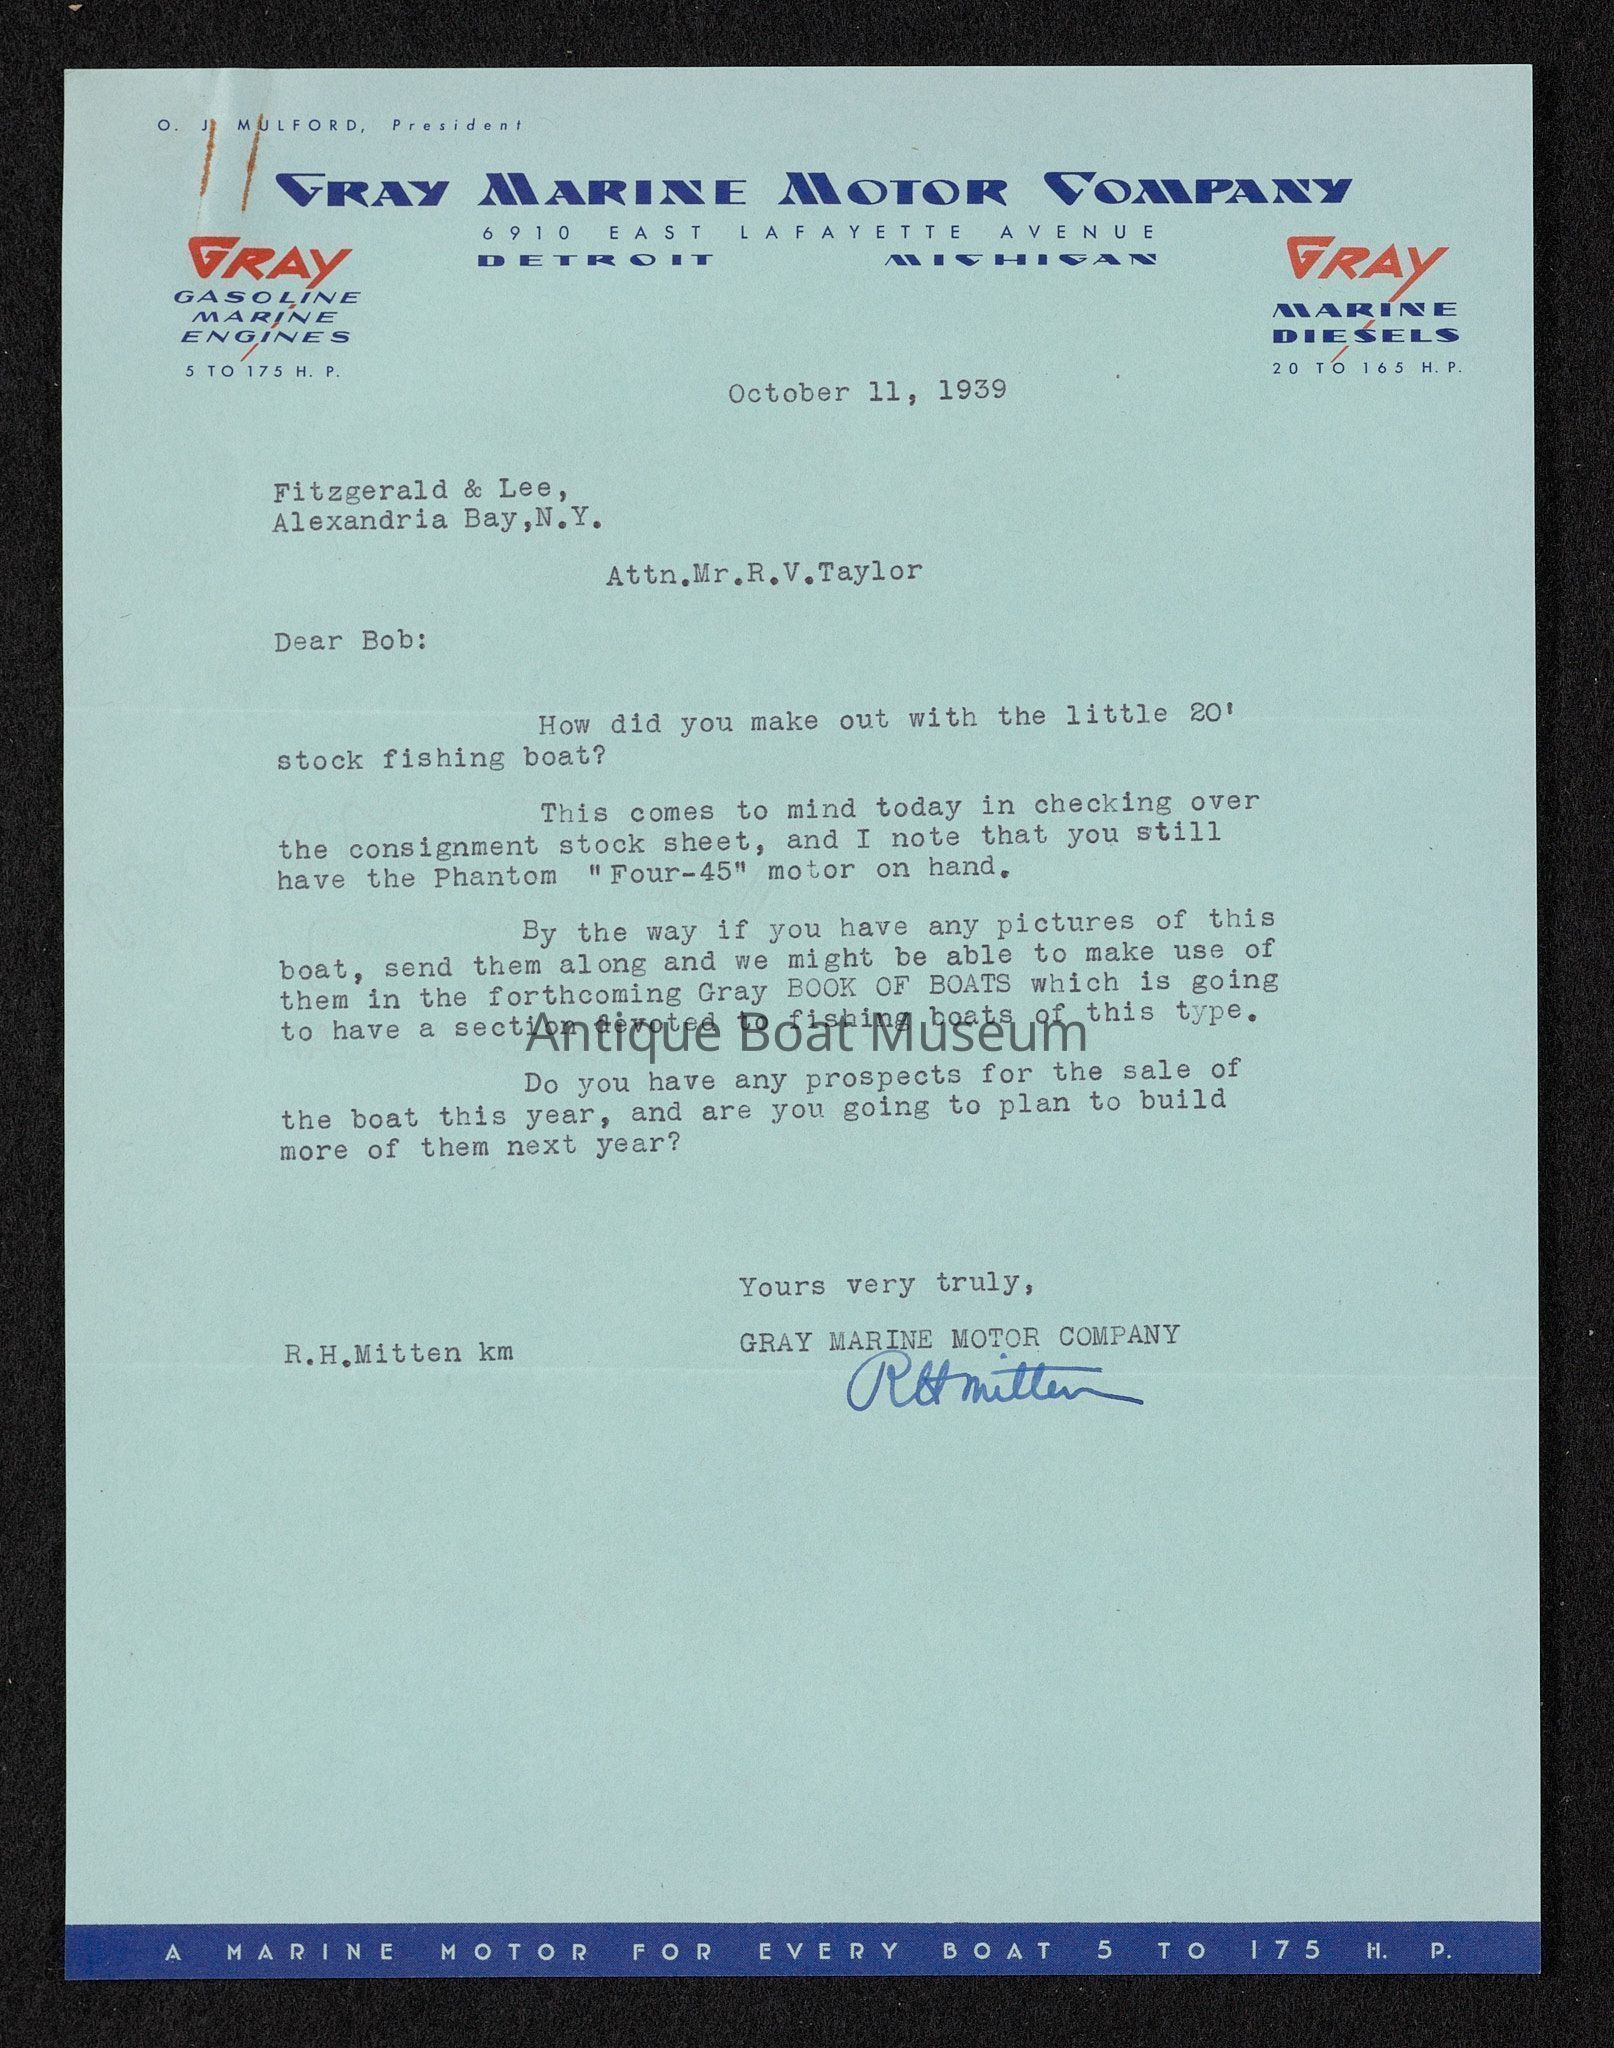 O. J. MULFORD, President
GRAY MARINE MOTOR COMPANY
6910 EAST LAFAYETTE AVENUE
DETROIT MICHIGAN
GRAY
GASOLINE
MARINE
ENGINES
5 TO 175 H. P.
GRAY
MARINE
DIESELS
20 TO 165 H. P.
October 11, 1939
Fitzgerald & Lee,
Alexandria Bay,N.Y.
Attn.Mr.R.V.Taylor
Dear Bob:
How did you make out with the little 20'
stock fishing boat?
This comes to mind today in checking over
the consignment stock sheet, and I note that you still
have the Phantom "Four-45" motor on hand.
By the way if you have any pictures of this
boat, send them along and we might be able to make use of
them in the forthcoming Gray BOOK OF BOATS which is going
to have a section devoted to fishing boats of this type.
Antique Boat Museum
Do you have any prospects for the sale of
the boat this year, and are you going to plan to build
more of them next year?
Yours very truly,
GRAY MARINE MOTOR COMPANY
R.H.Mitten km
RH Mitten
A MARINE MOTOR FOR EVERY BOAT 5 TO 175 H. P.